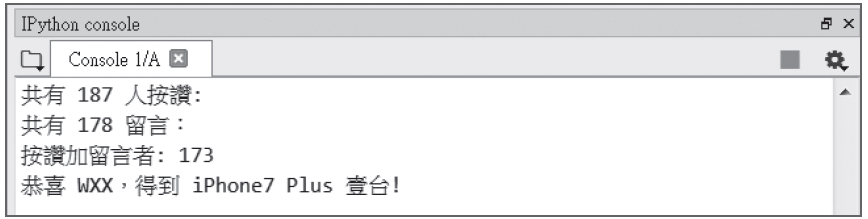 IPython console
Console 1/A
共有 187 人按讚:
共有 178 留言：
按讚加留言者: 173
恭喜 WXX，得到 iPhone7 Plus 壹台!